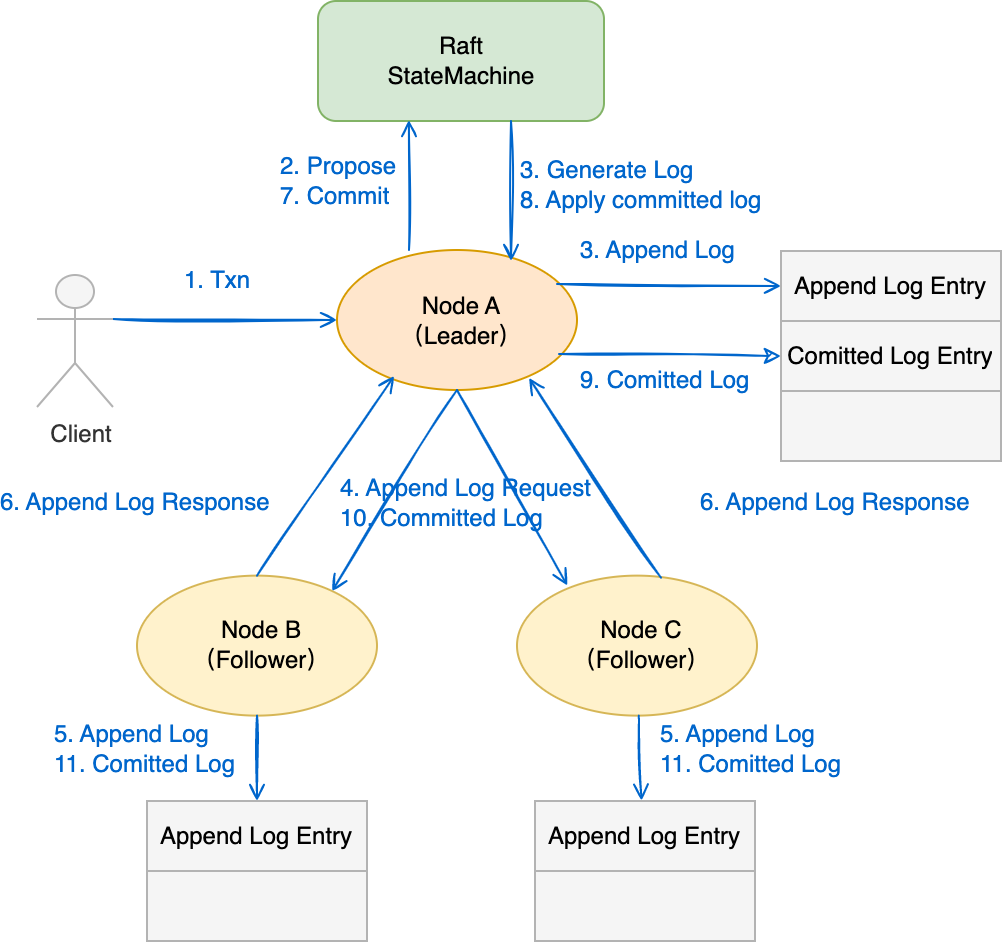 Raft
StateMachine
2. Propose
7. Commit
3. Generate Log
8. Apply committed log
3. Append Log
1. Txn
Append Log Entry
Node A
(Leader)
Comitted Log Entry
9. Comitted Log
Client
6. Append Log Response
4. Append Log Request
10. Committed Log
6. Append Log Response
Node B
(Follower)
Node C
(Follower)
5. Append Log
11. Comitted Log
5. Append Log
11. Comitted Log
Append Log Entry
Append Log Entry